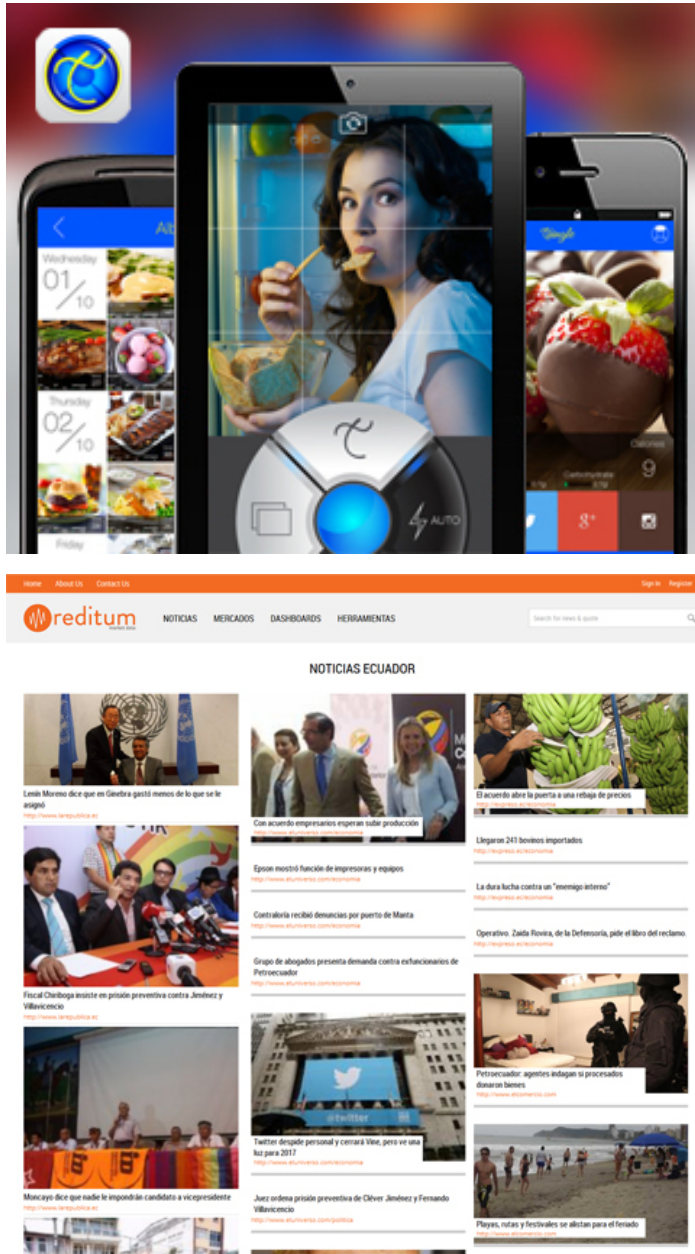 Alb
Wednesday
01/10
Thursday
02/10
Friday
AUTO
Calories
9
Carbohydrate
0.1g
g+
Home About Us Contact Us Sign In Register
reditum
market data
NOTICIAS MERCADOS DASHBOARDS HERRAMIENTAS
Search for news & quote
NOTICIAS ECUADOR
Lenín Moreno dice que en Ginebra gastó menos de lo que se le
asignó
http://www.larepublica.ec
Fiscal Chiriboga insiste en prisión preventiva contra Jiménez y
Villavicencio
http://www.larepublica.ec
Moncayo dice que nadie le impondrán candidato a vicepresidente
http://www.larepublica.ec
Con acuerdo empresarios esperan subir producción
http://www.eluniverso.com/economia
Epson mostró función de impresoras y equipos
http://www.eluniverso.com/economia
Contraloría recibió denuncias por puerto de Manta
http://www.eluniverso.com/economia
Grupo de abogados presenta demanda contra exfuncionarios de
Petroecuador
http://www.eluniverso.com/economia
twitter
Twitter despide personal y cerrará Vine, pero ve una
luz para 2017
http://www.eluniverso.com/economia
Juez ordena prisión preventiva de Cléver Jiménez y Fernando
Villavicencio
http://www.eluniverso.com/politica
El acuerdo abre la puerta a una rebaja de precios
http://expreso.ec/economia
Llegaron 241 bovinos importados
http://expreso.ec/economia
La dura lucha contra un "enemigo interno"
http://expreso.ec/economia
Operativo. Zaida Rovira, de la Defensoría, pide el libro del reclamo.
http://expreso.ec/economia
Petroecuador: agentes indagan si procesados
donaron bienes
http://www.elcomercio.com
Playas, rutas y festivales se alistan para el feriado
http://www.elcomercio.com